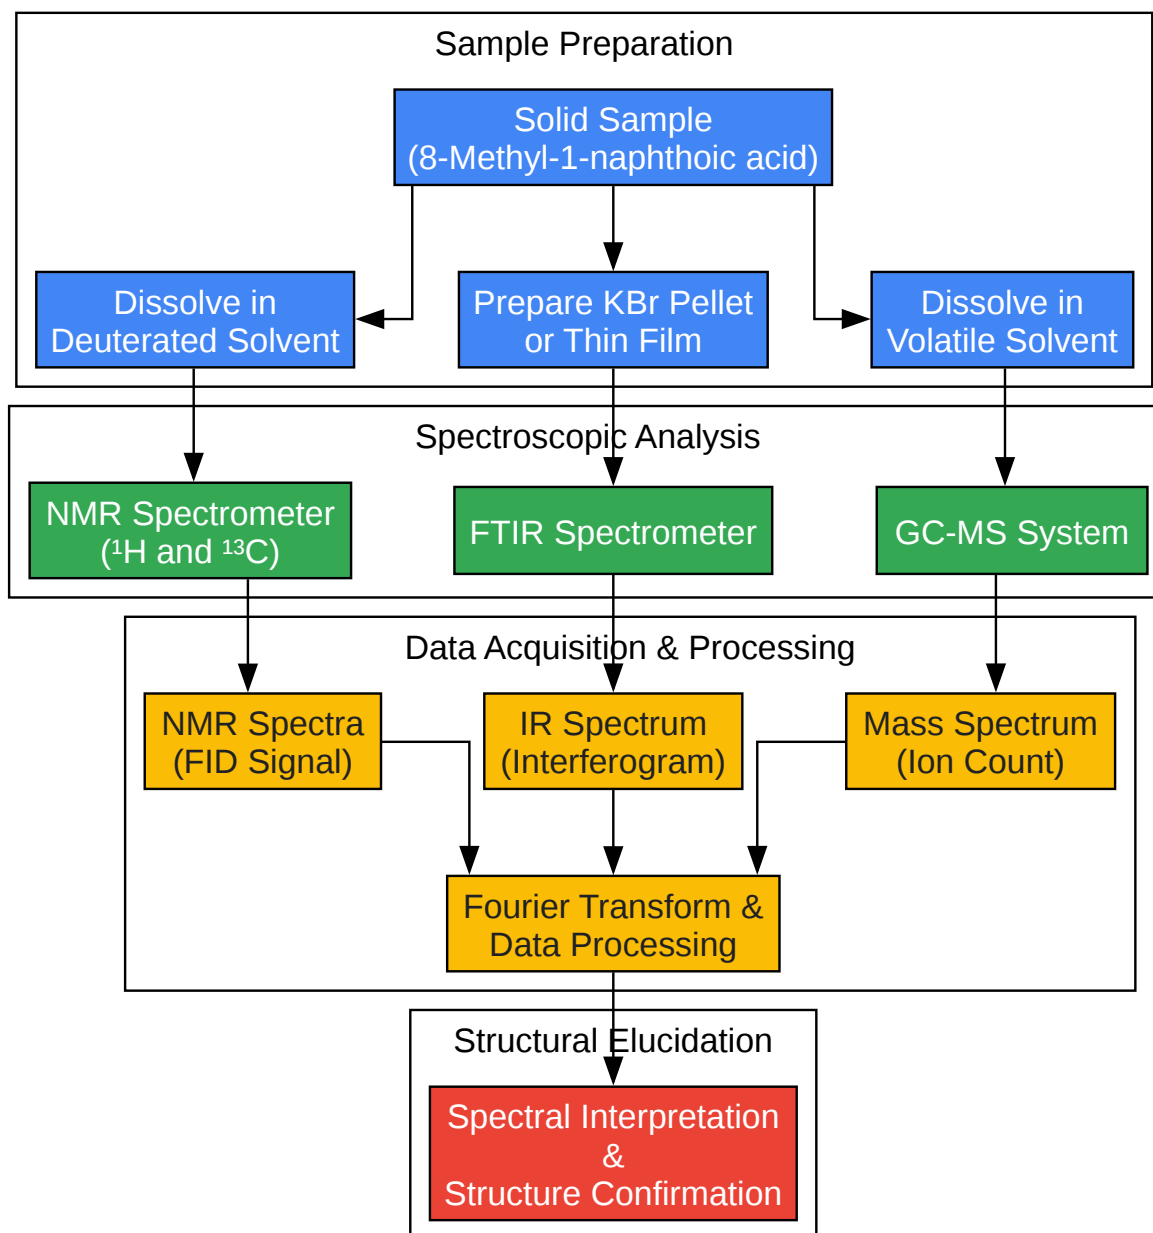 Sample Preparation
Solid Sample
(8-Methyl-1-naphthoic acid)
Dissolve in
Deuterated Solvent
Prepare KBr Pellet
or Thin Film
Dissolve in
Volatile Solvent
Spectroscopic Analysis
NMR Spectrometer
(¹H and ¹³C)
FTIR Spectrometer
GC-MS System
Data Acquisition & Processing
NMR Spectra
(FID Signal)
IR Spectrum
(Interferogram)
Mass Spectrum
(Ion Count)
Fourier Transform &
Data Processing
Structural Elucidation
Spectral Interpretation
&
Structure Confirmation